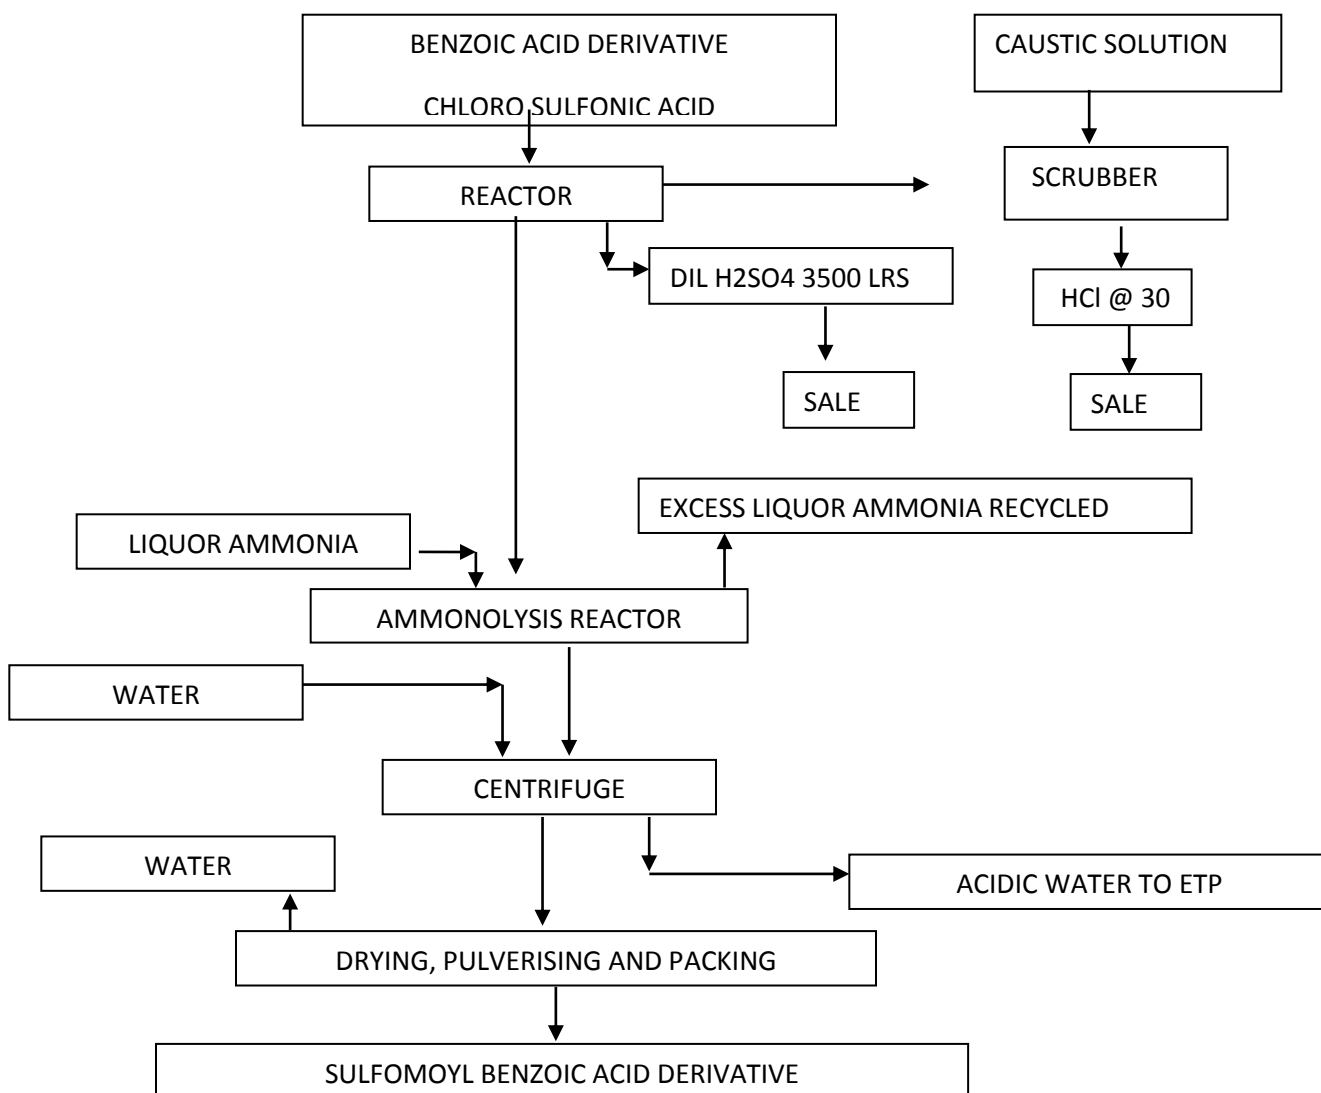 BENZOIC ACID DERIVATIVE
CHLORO SULFONIC ACID
CAUSTIC SOLUTION
REACTOR
SCRUBBER
DIL H2SO4 3500 LRS
HCl @ 30
SALE
SALE
EXCESS LIQUOR AMMONIA RECYCLED
LIQUOR AMMONIA
AMMONOLYSIS REACTOR
WATER
CENTRIFUGE
WATER
ACIDIC WATER TO ETP
DRYING, PULVERISING AND PACKING
SULFOMOYL BENZOIC ACID DERIVATIVE